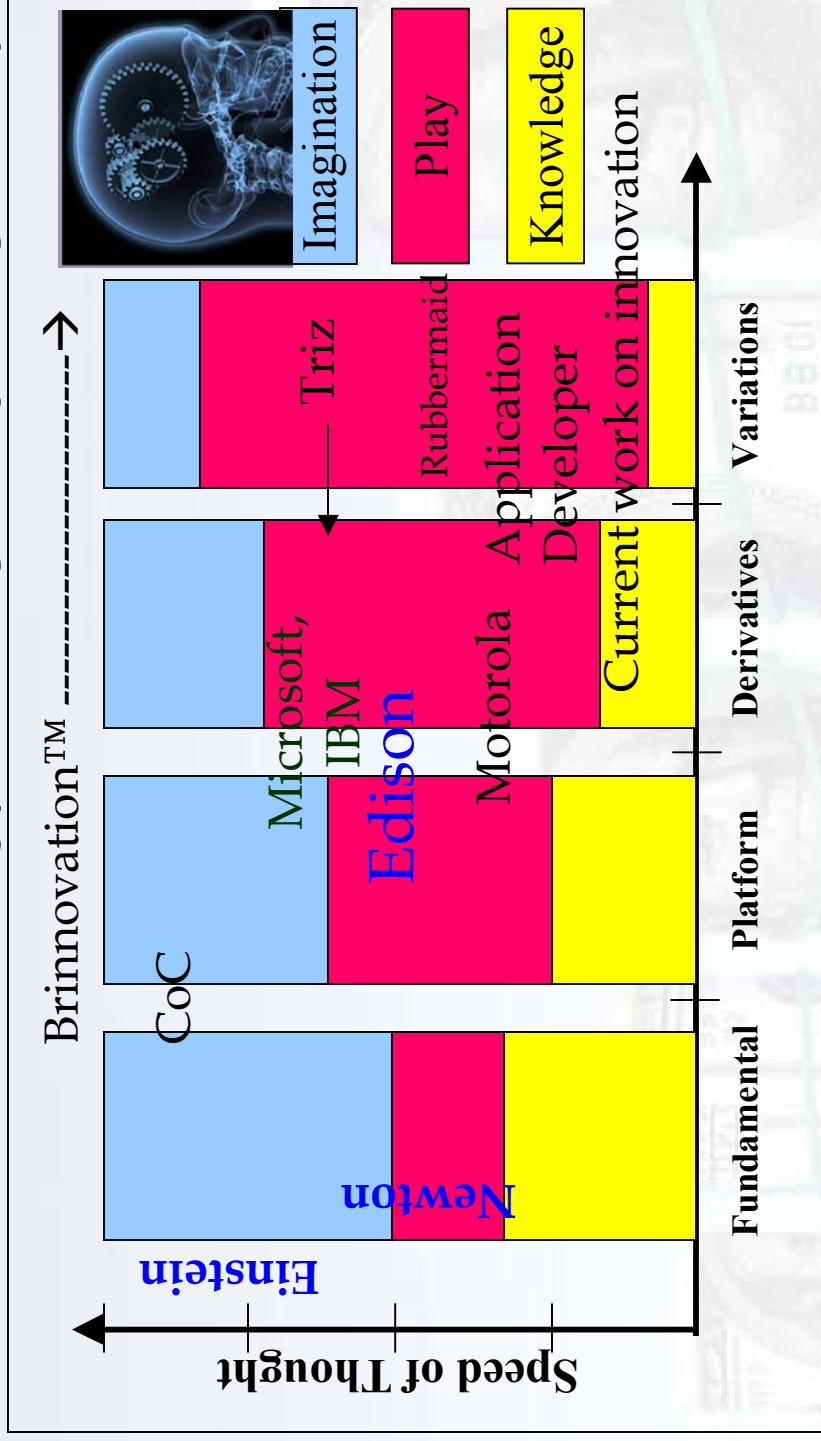 Brinnovation™ ----------------------->
Imagination
Play
Knowledge
CoC
Microsoft,
IBM
Edison
Motorola
Triz
Rubbermaid
Application
Developer
Current work on innovation
Einstein
Newton
Speed of Thought
Fundamental
Platform
Derivatives
Variations